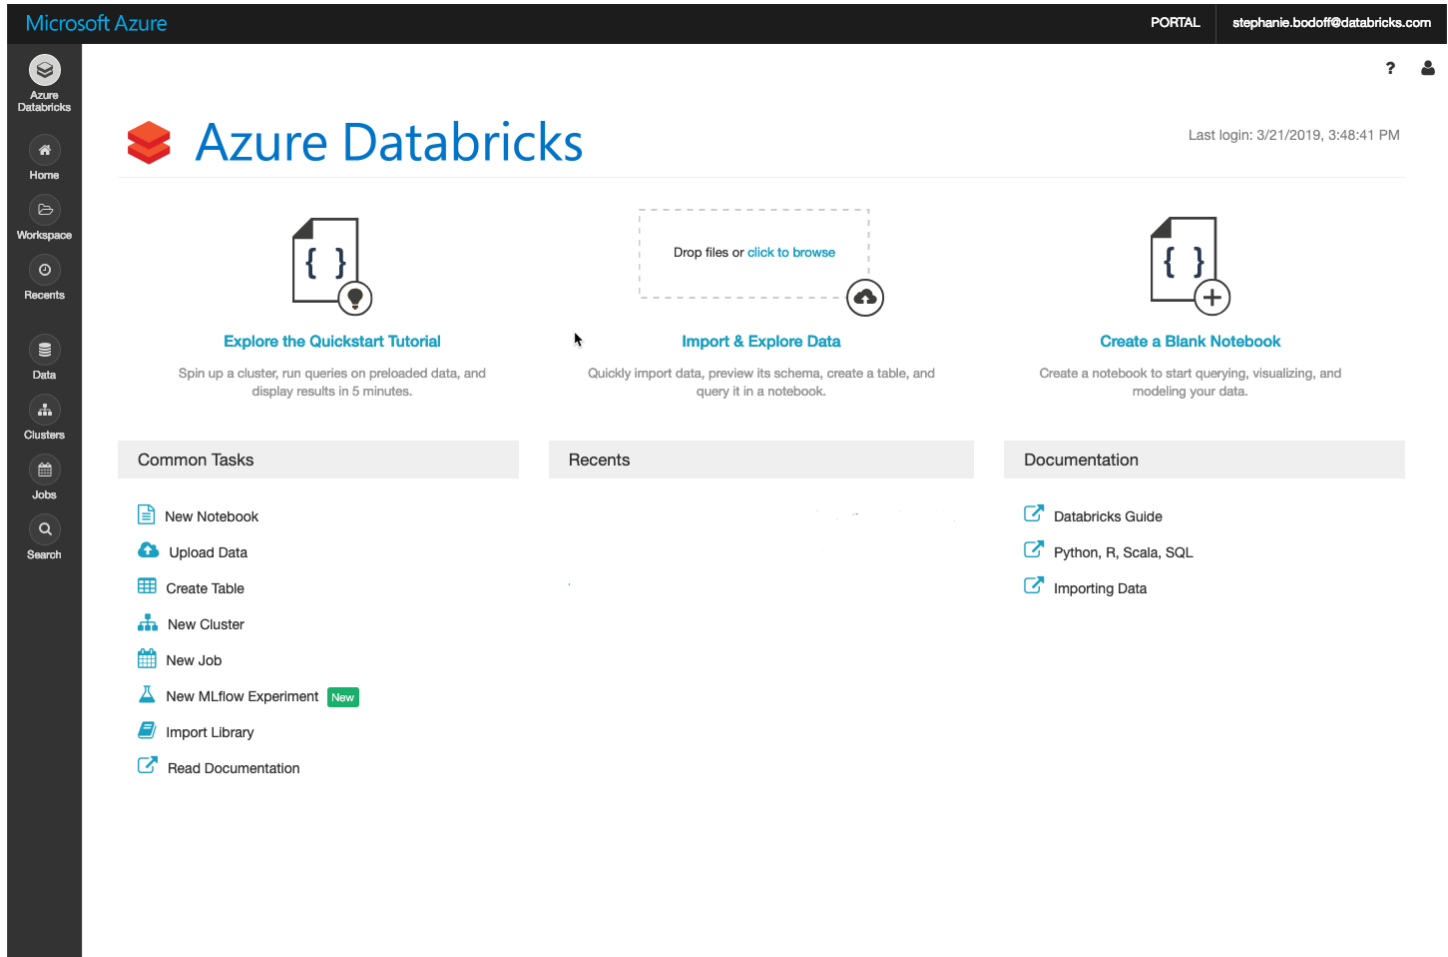 Microsoft Azure
PORTAL
stephanie.bodoff@databricks.com
Azure
Databricks
Home
Workspace
Recents
Data
Clusters
Jobs
Search
?
Azure Databricks
Last login: 3/21/2019, 3:48:41 PM
{ }
Explore the Quickstart Tutorial
Spin up a cluster, run queries on preloaded data, and
display results in 5 minutes.
Drop files or click to browse
Import & Explore Data
Quickly import data, preview its schema, create a table, and
query it in a notebook.
{ }
Create a Blank Notebook
Create a notebook to start querying, visualizing, and
modeling your data.
Common Tasks
New Notebook
Upload Data
Create Table
New Cluster
New Job
New MLflow Experiment New
Import Library
Read Documentation
Recents
Documentation
Databricks Guide
Python, R, Scala, SQL
Importing Data